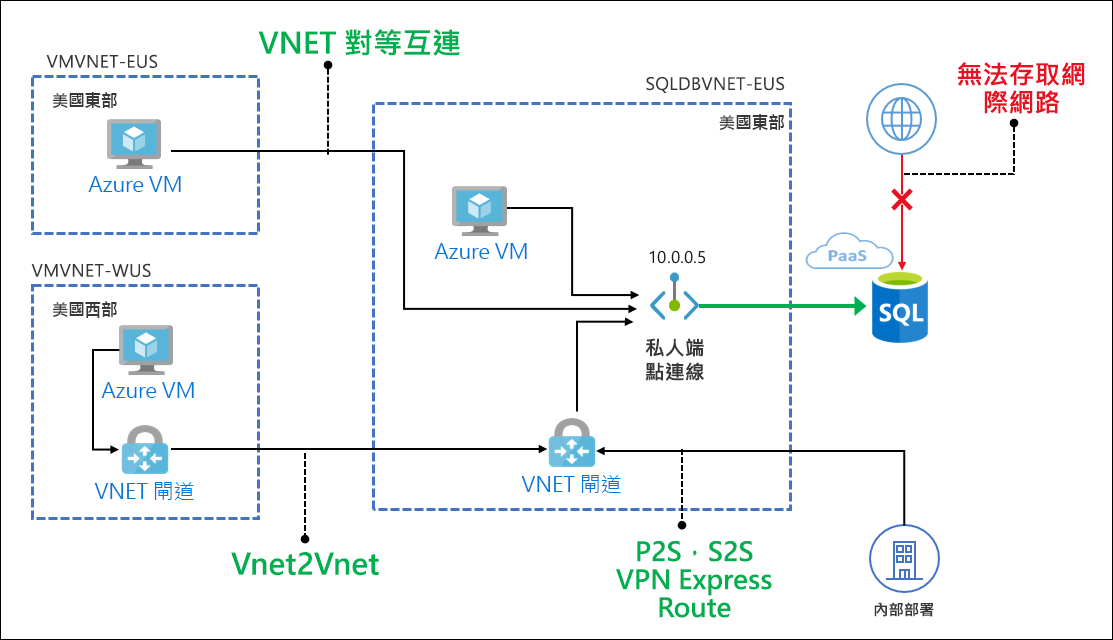 VNET 對等互連
VMVNET-EUS
美國東部
Azure VM
SQLDBVNET-EUS
美國東部
無法存取網
際網路
Azure VM
10.0.0.5
PaaS
SQL
私人端
點連線
VMVNET-WUS
美國西部
Azure VM
VNET 閘道
VNET 閘道
Vnet2Vnet
P2S，S2S
VPN Express
Route
內部部署